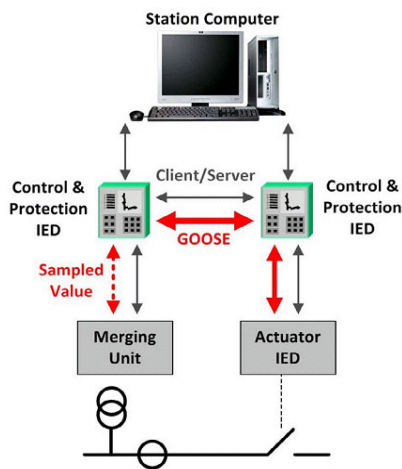 Station Computer
Client/Server
Control &
Protection
IED
Control &
Protection
IED
GOOSE
Sampled
Value
Merging
Unit
Actuator
IED